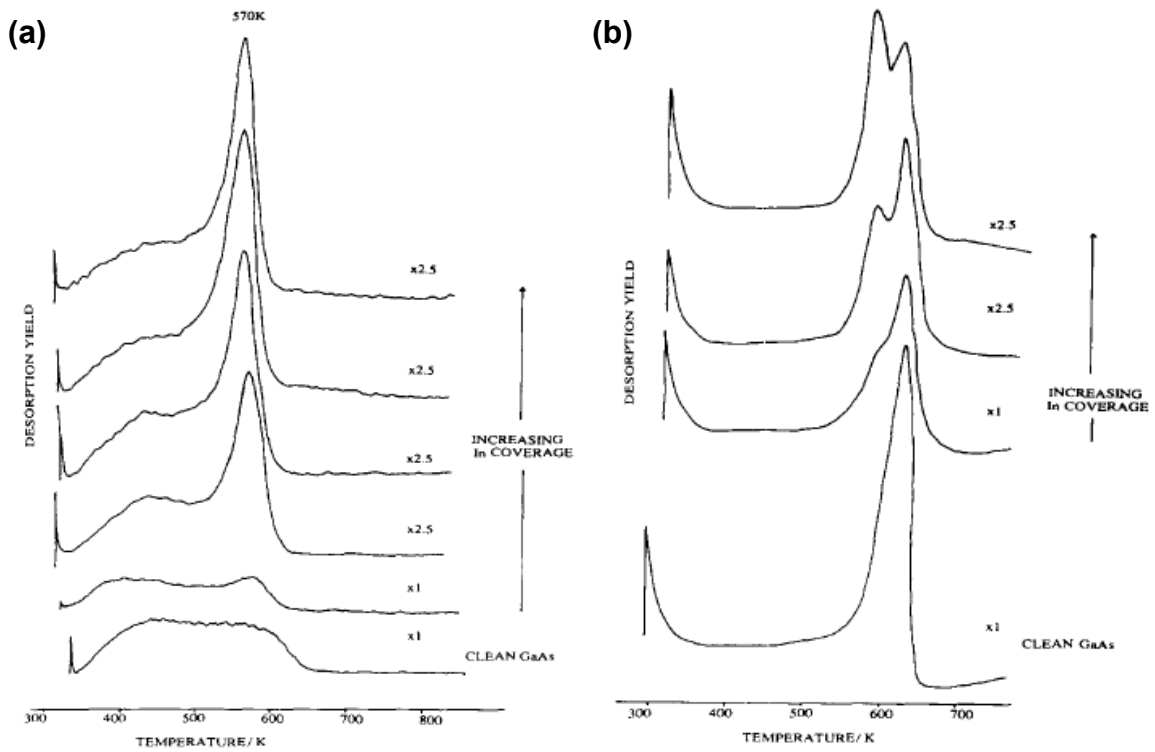 (a)
570K
DESORPTION YIELD
x2.5
x2.5
x2.5
x2.5
x1
x1
INCREASING
In COVERAGE
CLEAN GaAs
300 400 500 600 700 800
TEMPERATURE/ K
(b)
DESORPTION YIELD
x2.5
x2.5
x1
x1
INCREASING
In COVERAGE
CLEAN GaAs
300 400 500 600 700
TEMPERATURE/ K